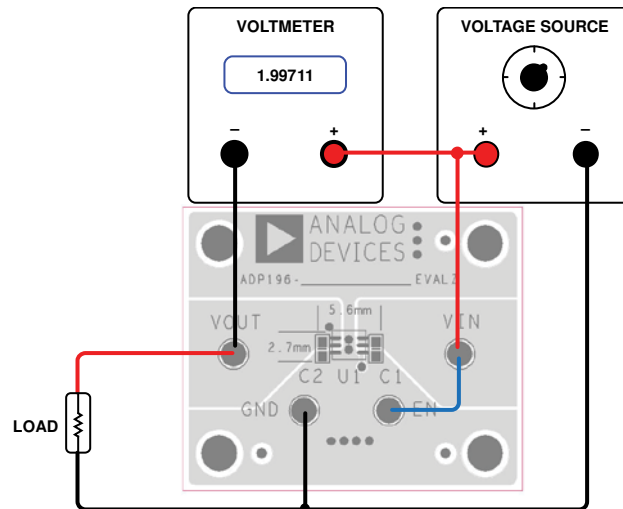 VOLTMETER
1.99711
− +
VOLTAGE SOURCE
+ −
ANALOG
DEVICES
ADP196-____________EVALZ
5.6mm
VOUT
VIN
2.7mm
C2 U1 C1
GND
EN
LOAD